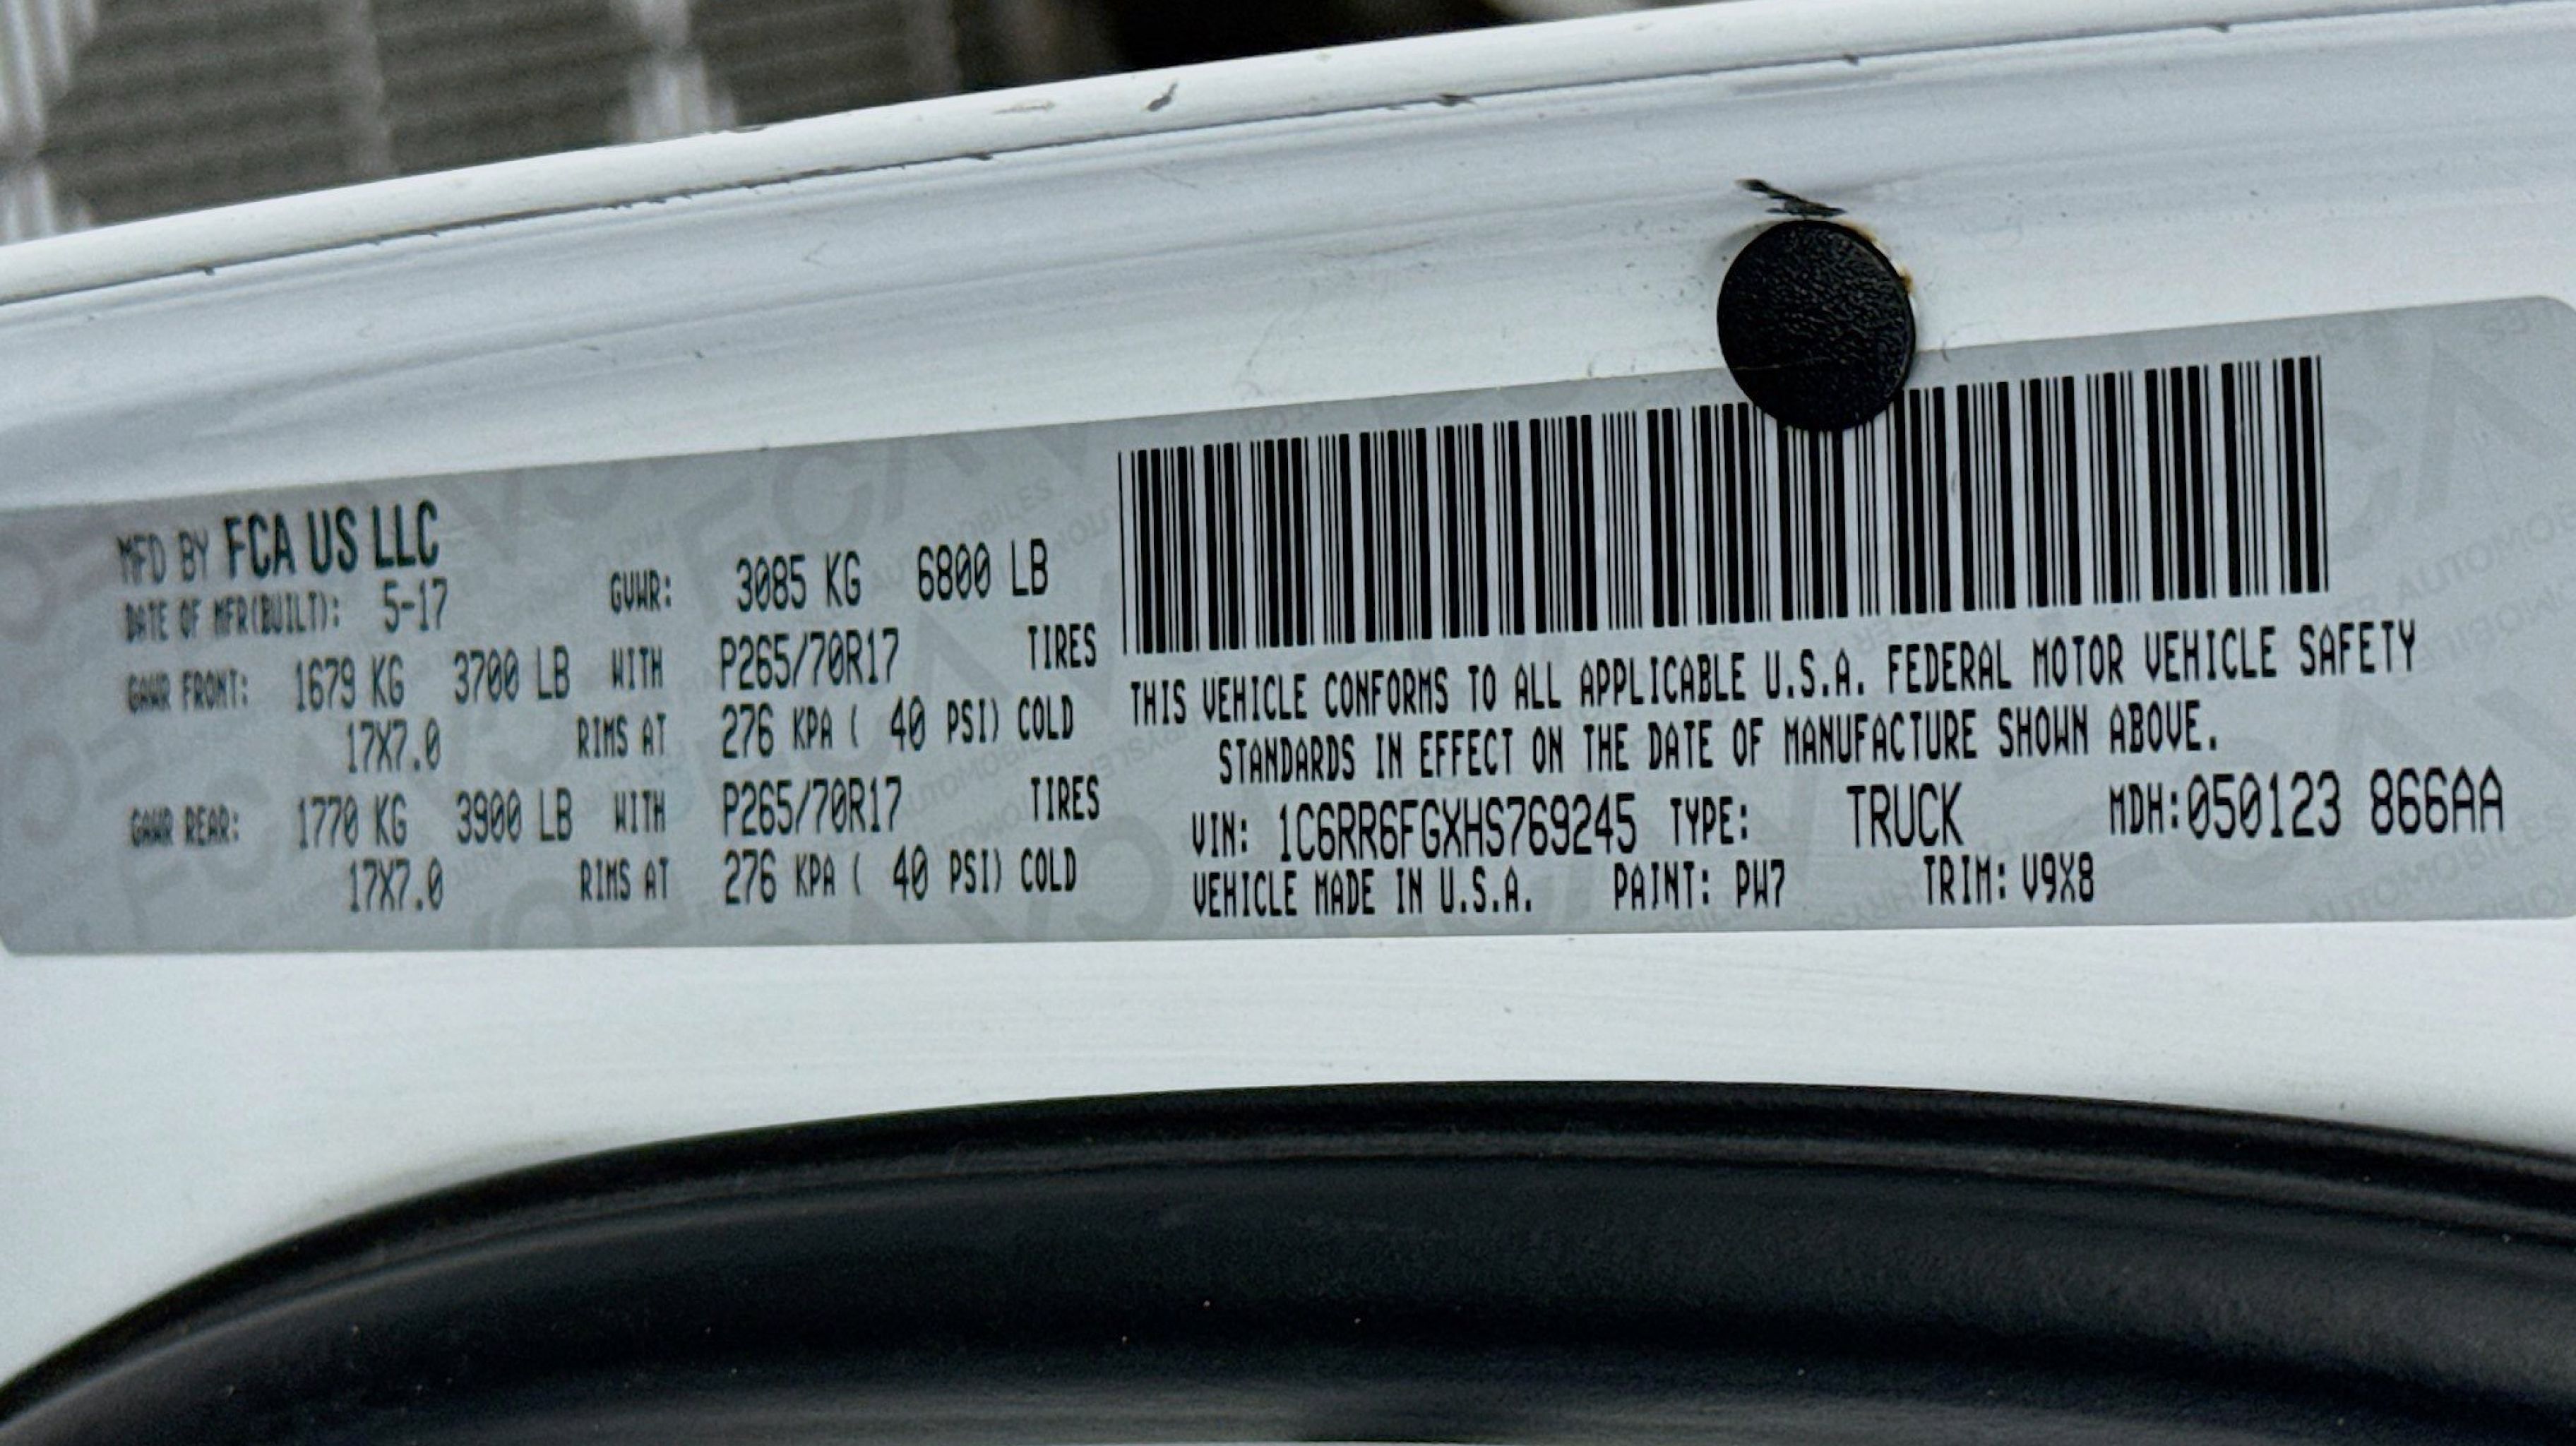 MFD BY FCA US LLC
DATE OF MFR(BUILT): 5-17 GVWR: 3085 KG 6800 LB
GAWR FRONT: 1679 KG 3700 LB WITH P265/70R17 TIRES
17X7.0 RIMS AT 276 KPA ( 40 PSI) COLD
GAWR REAR: 1770 KG 3900 LB WITH P265/70R17 TIRES
17X7.0 RIMS AT 276 KPA ( 40 PSI) COLD
THIS VEHICLE CONFORMS TO ALL APPLICABLE U.S.A. FEDERAL MOTOR VEHICLE SAFETY
STANDARDS IN EFFECT ON THE DATE OF MANUFACTURE SHOWN ABOVE.
VIN: 1C6RR6FGXHS769245 TYPE: TRUCK MDH:050123 866AA
VEHICLE MADE IN U.S.A. PAINT: PW7 TRIM: V9X8